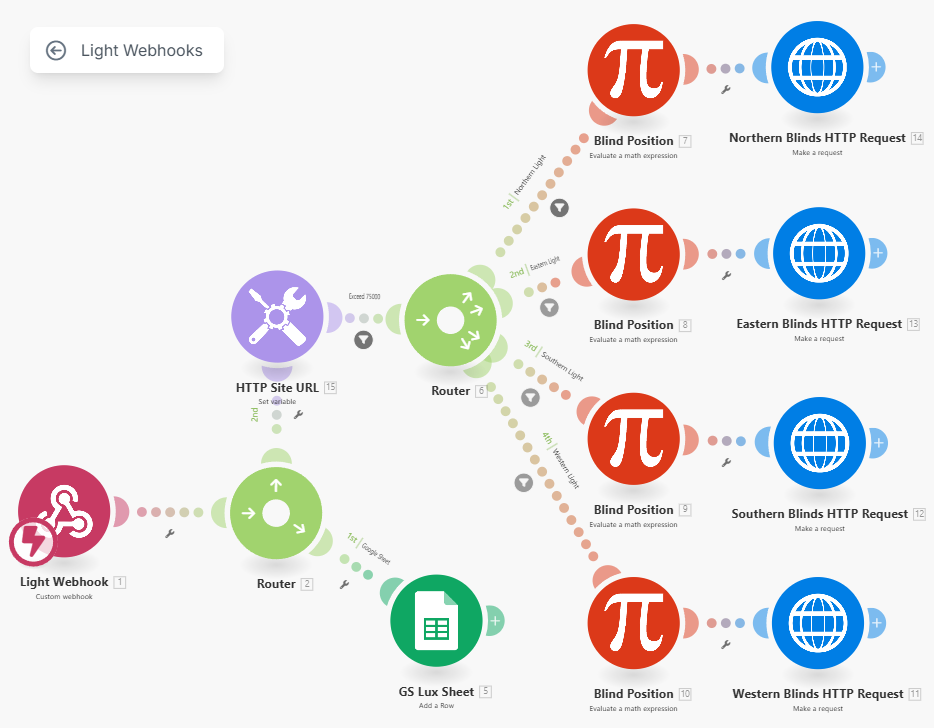 Light Webhooks
Blind Position 7
Evaluate a math expression
Northern Blinds HTTP Request 14
Make a request
1st | Northern Light
2nd | Eastern Light
Blind Position 8
Evaluate a math expression
Eastern Blinds HTTP Request 13
Make a request
Exceed 75000
HTTP Site URL 15
Set variable
Router 6
3rd | Southern Light
4th | Western Light
2nd
Blind Position 9
Evaluate a math expression
Southern Blinds HTTP Request 12
Make a request
Light Webhook 1
Custom webhook
Router 2
1st | Google Sheet
GS Lux Sheet 5
Add a Row
Blind Position 10
Evaluate a math expression
Western Blinds HTTP Request 11
Make a request